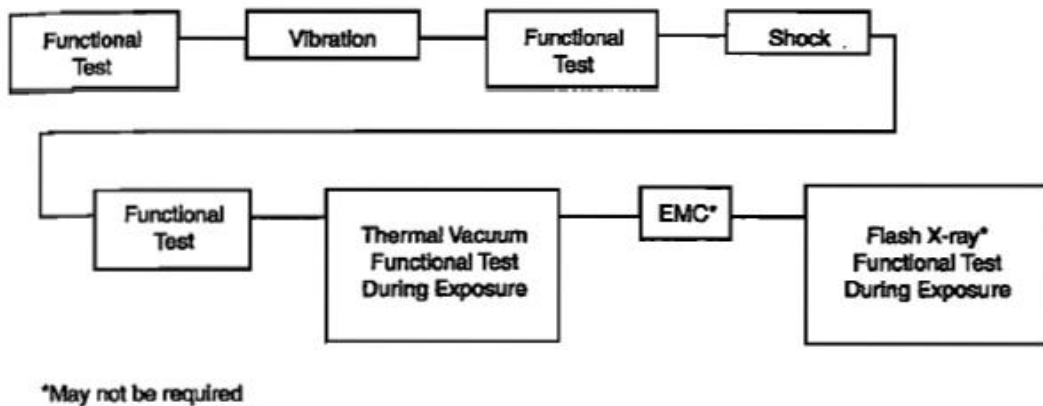 Functional
Test
Vibration
Functional
Test
Shock
Functional
Test
Thermal Vacuum
Functional Test
During Exposure
EMC*
Flash X-ray*
Functional Test
During Exposure
*May not be required